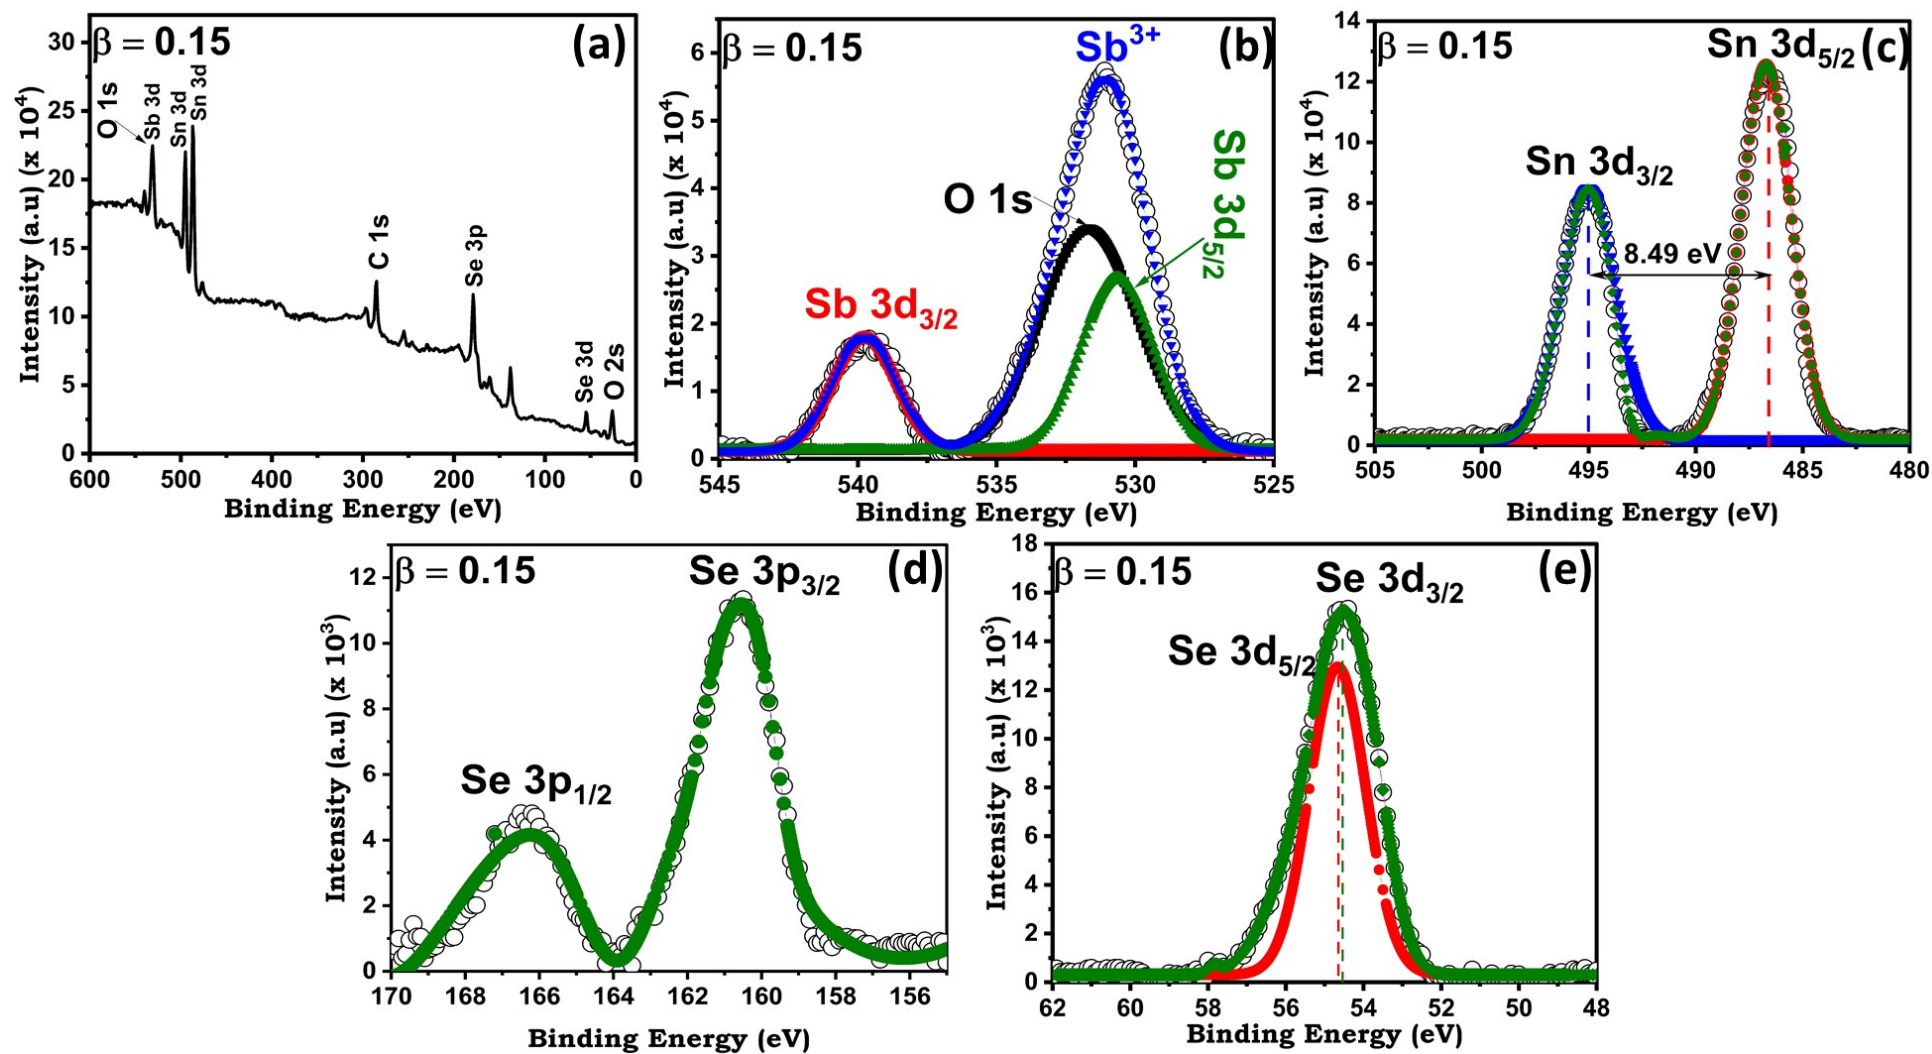 β = 0.15
(a)
O 1s
Sb 3d
Sn 3d
Sn 3d
C 1s
Se 3p
Se 3d
O 2s
30
25
20
15
10
5
0
600
500
400
300
200
100
0
Intensity (a.u) (x 10⁴)
Binding Energy (eV)
β = 0.15
Sb³⁺
(b)
O 1s
Sb 3d₅/₂
Sb 3d₃/₂
6
5
4
3
2
1
0
545
540
535
530
525
Intensity (a.u) (x 10⁴)
Binding Energy (eV)
β = 0.15
Sn 3d₅/₂
(c)
Sn 3d₃/₂
8.49 eV
14
12
10
8
6
4
2
0
505
500
495
490
485
480
Intensity (a.u) (x 10⁴)
Binding Energy (eV)
β = 0.15
Se 3p₃/₂
(d)
Se 3p₁/₂
12
10
8
6
4
2
0
170
168
166
164
162
160
158
156
Intensity (a.u) (x 10³)
Binding Energy (eV)
β = 0.15
Se 3d₃/₂
(e)
Se 3d₅/₂
18
16
14
12
10
8
6
4
2
0
62
60
58
56
54
52
50
48
Intensity (a.u) (x 10³)
Binding Energy (eV)